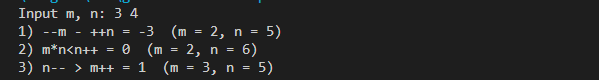 Input m, n: 3 4
1) --m - ++n = -3  (m = 2, n = 5)
2) m*n<n++ = 0  (m = 2, n = 6)
3) n-- > m++ = 1  (m = 3, n = 5)